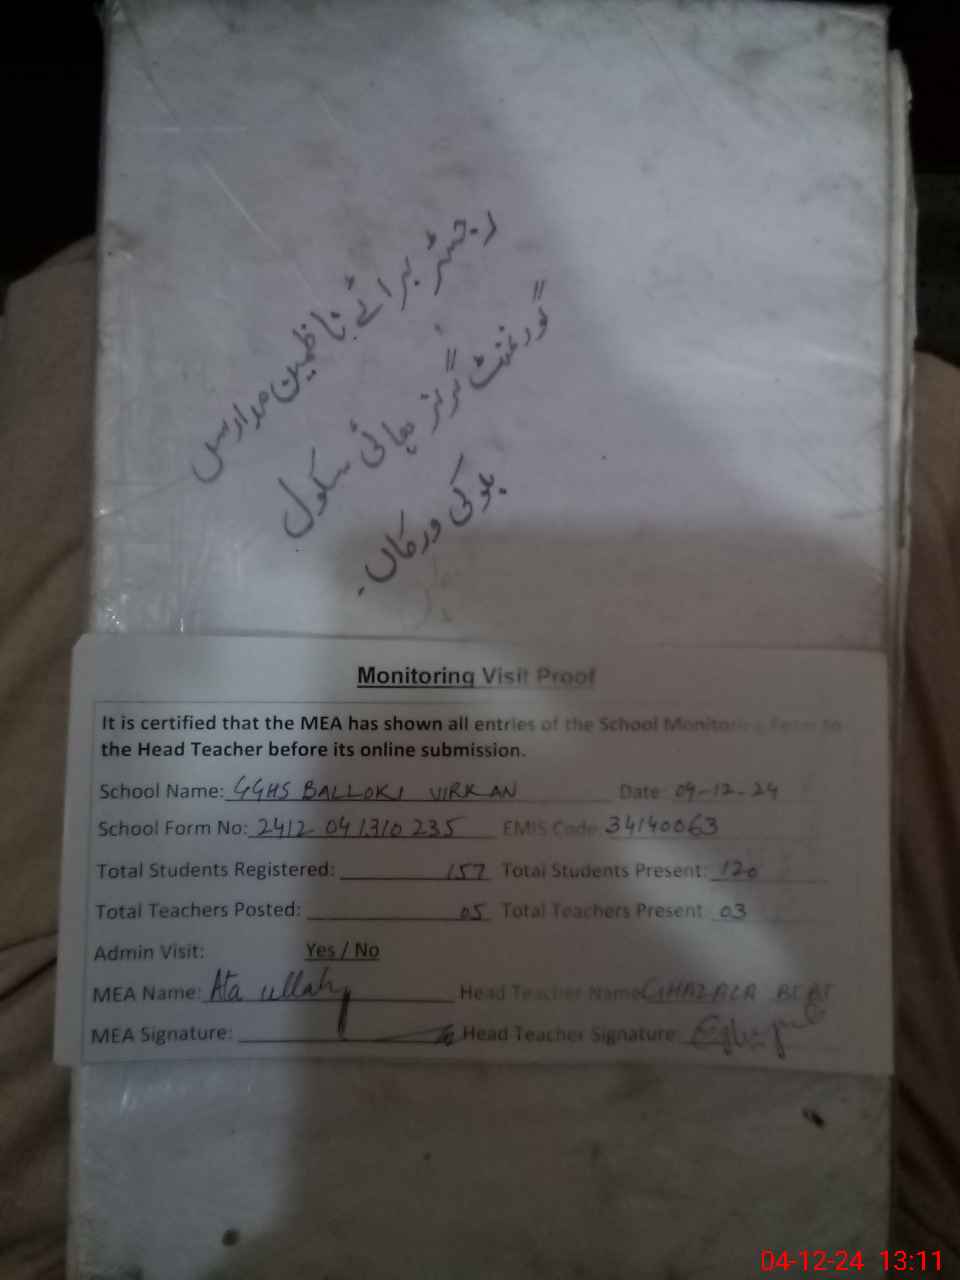 رجسٹر برائے ناظمین مدارس
گورنمنٹ گرلز ہائی سکول
بلوکی ورکاں۔
Monitoring Visit Proof
It is certified that the MEA has shown all entries of the School Monitoring Form to
the Head Teacher before its online submission.
School Name: GGHS BALLOKI VIRKAN Date: 09-12-24
School Form No: 2412 041310 235 EMIS Code: 34140063
Total Students Registered: 157 Total Students Present: 120
Total Teachers Posted: 05 Total Teachers Present 03
Admin Visit: Yes / No
MEA Name: Ata ullah Head Teacher Name GHAZALA BIBI
MEA Signature: Head Teacher Signature:
04-12-24 13:11